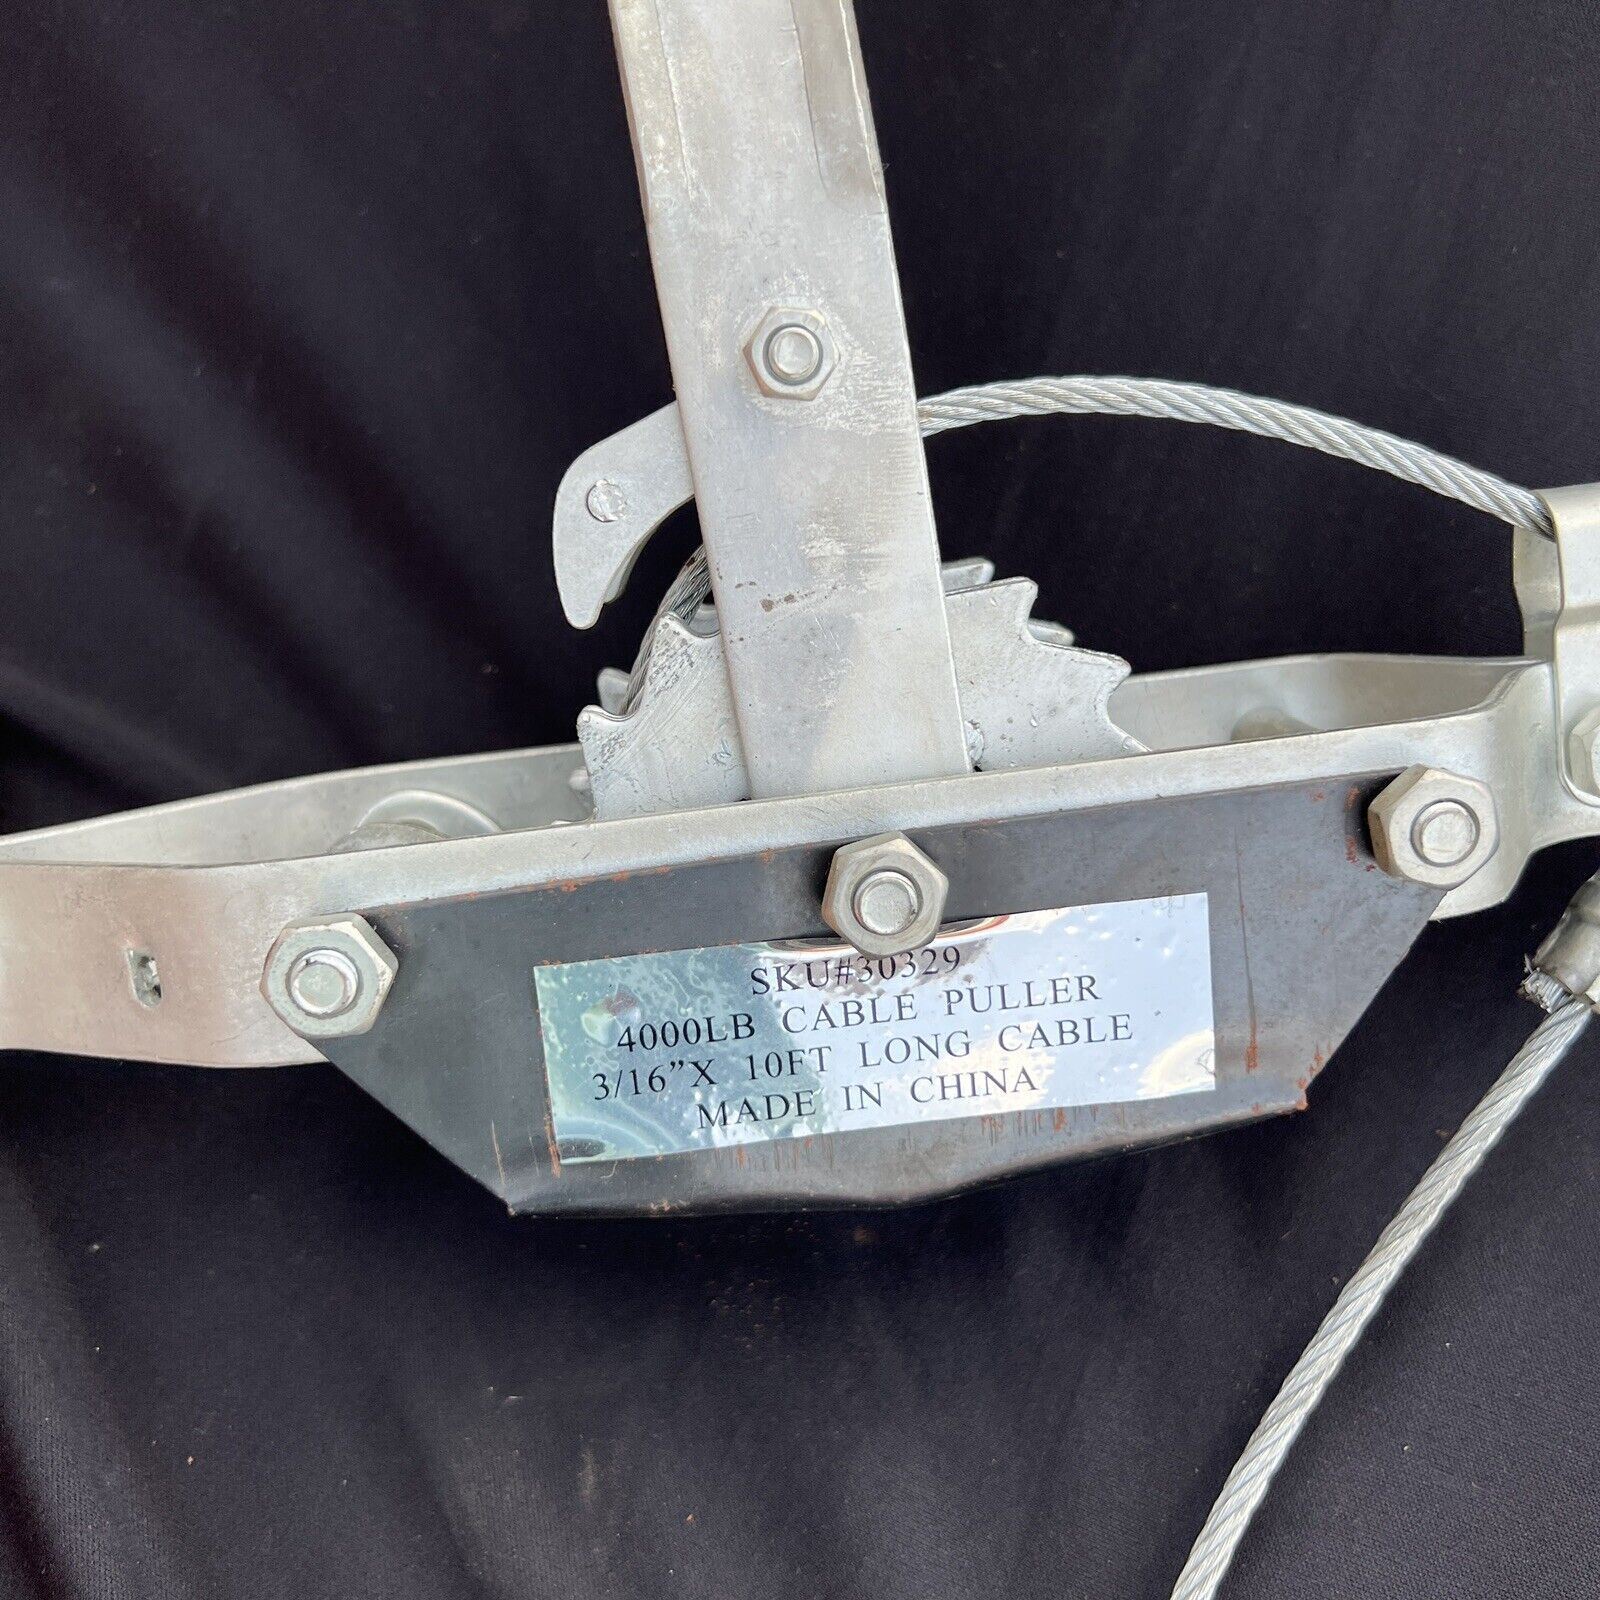 SKU#30329
4000LB CABLE PULLER
3/16”X 10FT LONG CABLE
MADE IN CHINA